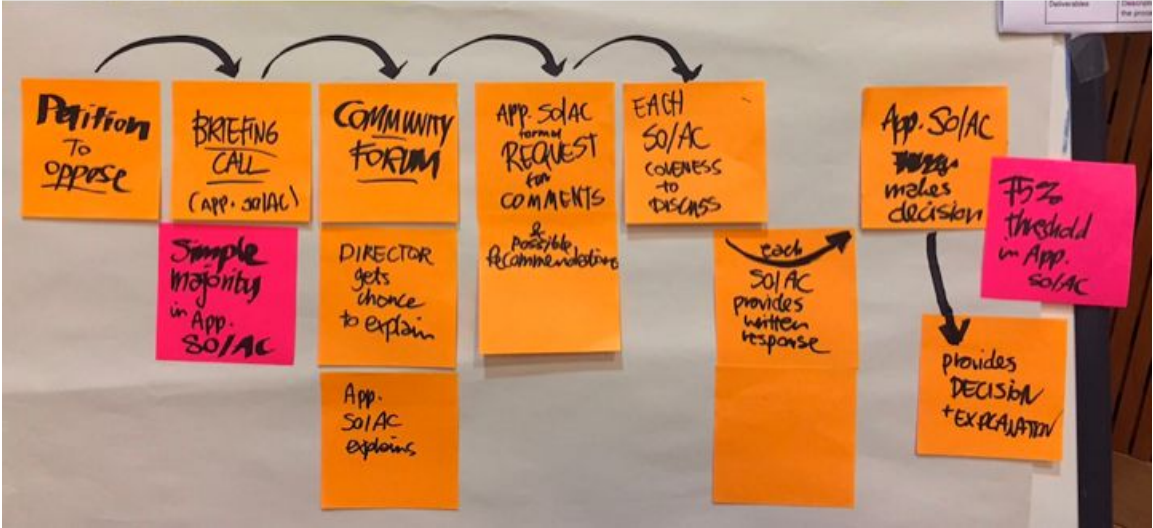 Deliverables
Petition
To
oppose
BRIEFING
CALL
(APP. SO/AC)
Simple
majority
in App.
SO/AC
COMMUNITY
FORUM
DIRECTOR
gets
chance
to explain
App.
SO/AC
explains
APP. SO/AC
formal
REQUEST
for
COMMENTS
&
Possible
Recommendations
EACH
SO/AC
CONENESS
to
DISCUSS
each
SO/AC
provides
written
response
App. SO/AC
makes
decision
75%
threshold
in App.
SO/AC
provides
DECISION
+ EXPLANATION